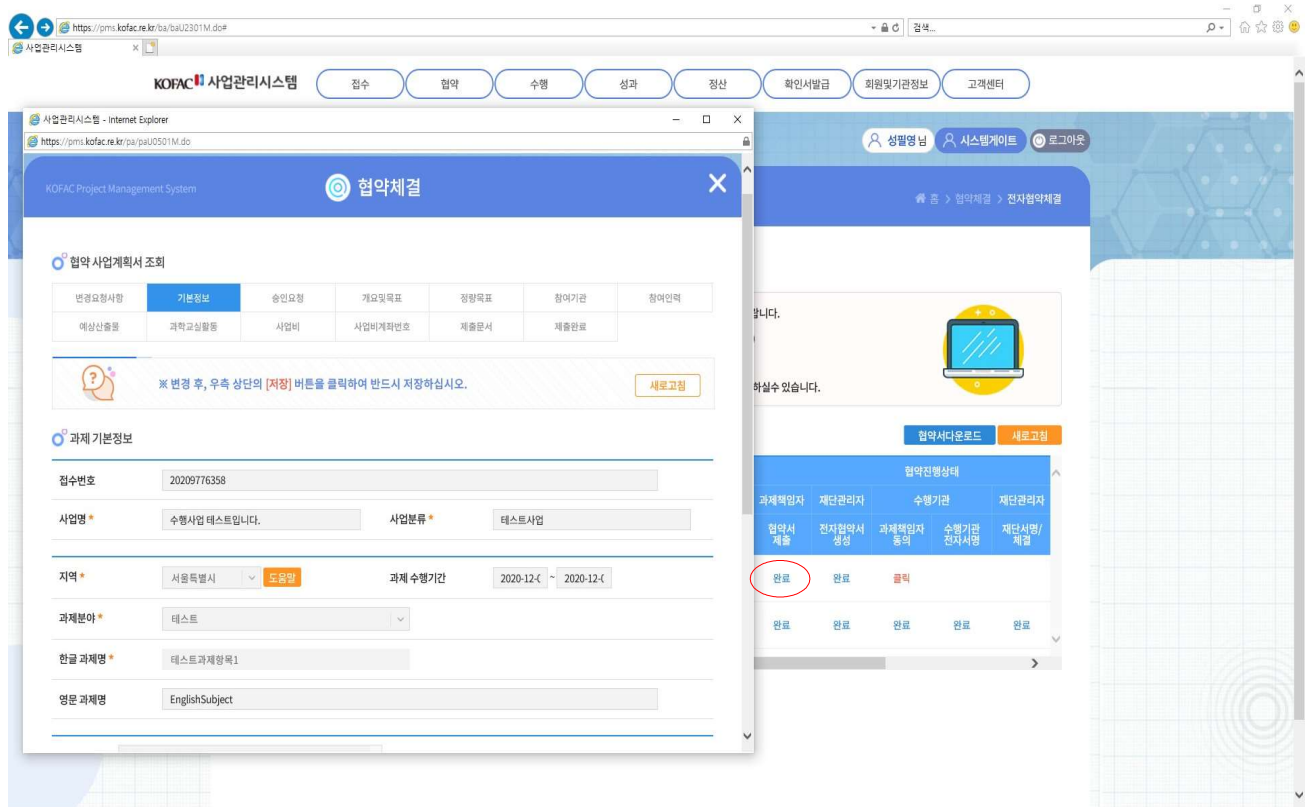 https://pms.kofac.re.kr/ba/baU2301M.do#
검색...
사업관리시스템
KOFAC 사업관리시스템
접수 협약 수행 성과 정산 확인서발급 회원및기관정보 고객센터
사업관리시스템 - Internet Explorer
https://pms.kofac.re.kr/pa/paU0501M.do
성필영 님 시스템게이트 로그아웃
KOFAC Project Management System
협약체결
홈 > 협약체결 > 전자협약체결
협약 사업계획서 조회
변경요청사항 기본정보 승인요청 개요및목표 정량목표 참여기관 참여인력
예상산출물 과학교실활동 사업비 사업비계좌번호 제출문서 제출완료
니다.
※ 변경 후, 우측 상단의 [저장] 버튼을 클릭하여 반드시 저장하십시오.
새로고침
하실수 있습니다.
과제 기본정보
협약서다운로드 새로고침
접수번호 20209776358
사업명 * 수행사업 테스트입니다. 사업분류 * 테스트사업
협약진행상태
과제책임자 재단관리자 수행기관 재단관리자
협약서 제출 전자협약서 생성 과제책임자 동의 수행기관 전자서명 재단서명/체결
지역 * 서울특별시 도움말 과제 수행기간 2020-12-( ~ 2020-12-(
완료 완료 클릭
과제분야 * 테스트
완료 완료 완료 완료 완료
한글 과제명 * 테스트과제항목1
영문 과제명 EnglishSubject